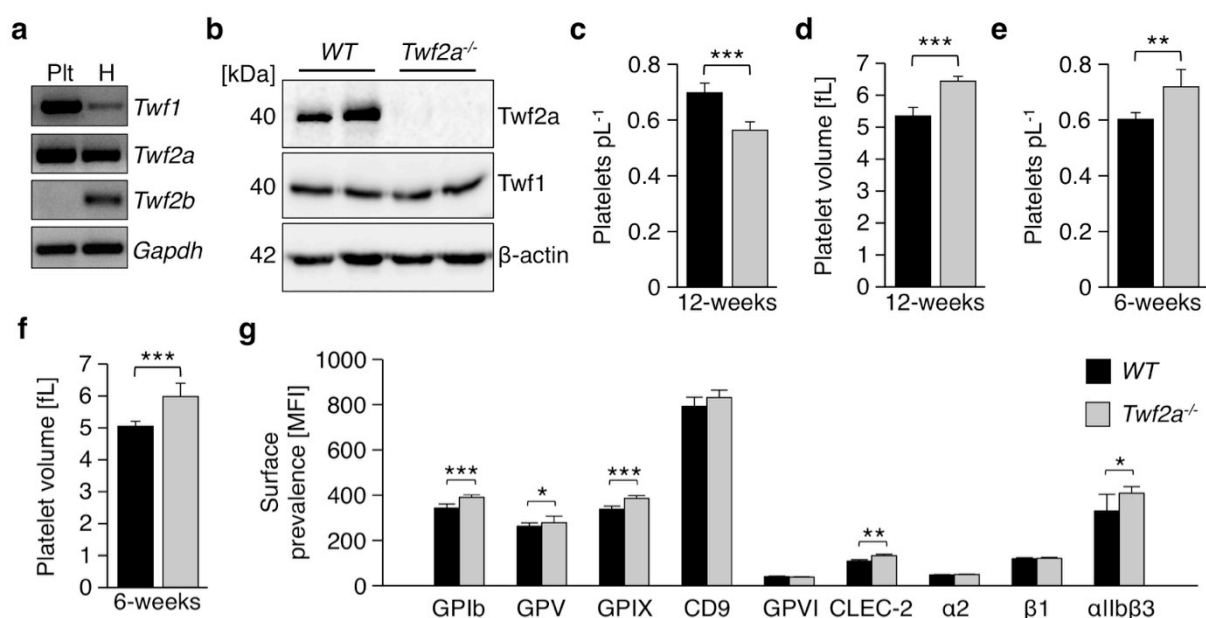 a
Plt H
Twf1
Twf2a
Twf2b
Gapdh
b
WT Twf2a-/-
[kDa]
40 Twf2a
40 Twf1
42 β-actin
c
***
Platelets pL-1
0.8
0.6
0.4
0.2
0
12-weeks
d
***
Platelet volume [fL]
7
6
5
4
3
2
1
0
12-weeks
e
**
Platelets pL-1
0.8
0.6
0.4
0.2
0
6-weeks
f
***
Platelet volume [fL]
7
6
5
4
3
2
1
0
6-weeks
g
Surface
prevalence [MFI]
1000
800
600
400
200
0
*** * *** ** *
GPIb GPV GPIX CD9 GPVI CLEC-2 α2 β1 αIIbβ3
WT
Twf2a-/-